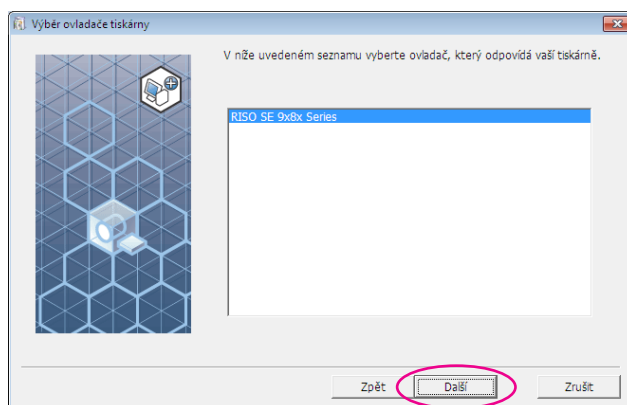 Výběr ovladače tiskárny
V níže uvedeném seznamu vyberte ovladač, který odpovídá vaší tiskárně.
RISO SE 9x8x Series
Zpět
Další
Zrušit